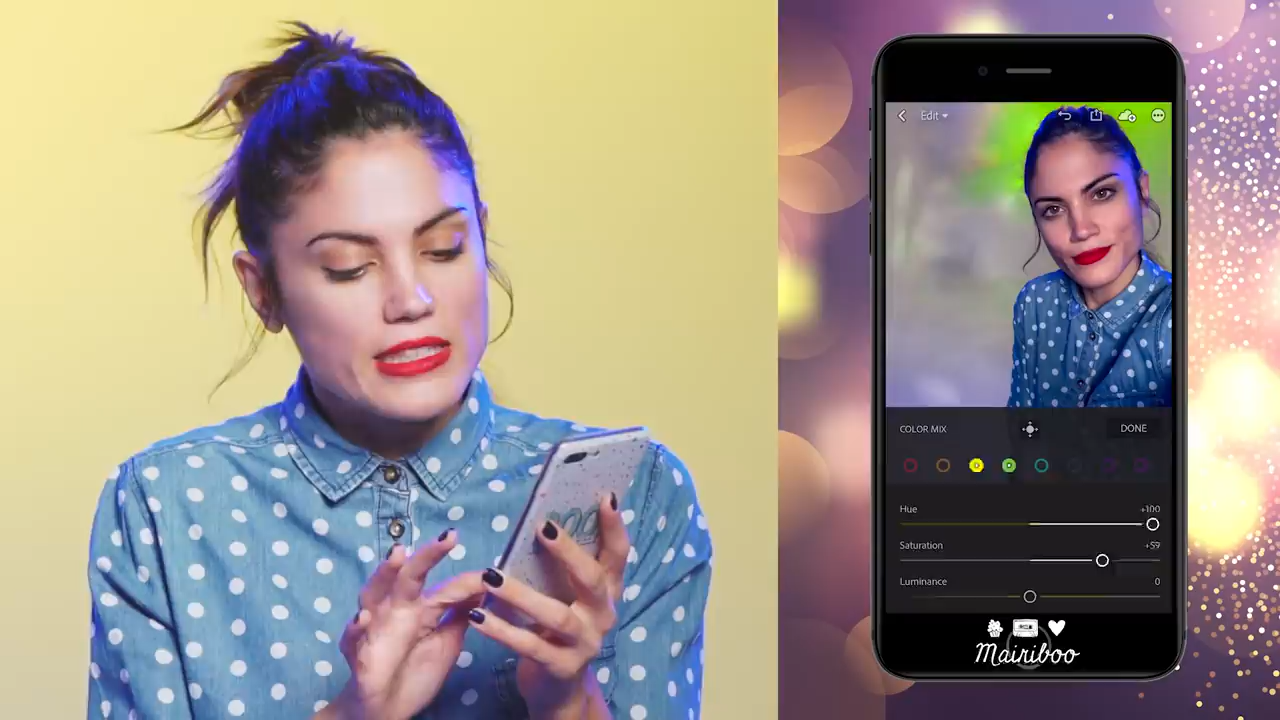 Edit
COLOR MIX
DONE
Hue
+100
Saturation
+59
Luminance
0
Mairiboo